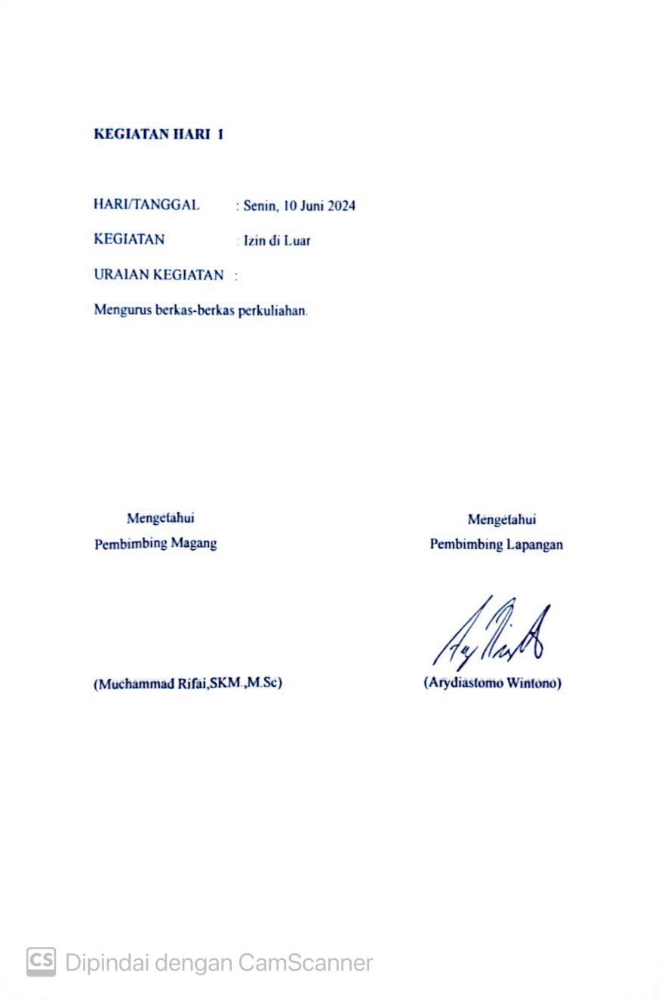 KEGIATAN HARI 1
HARI/TANGGAL : Senin, 10 Juni 2024
KEGIATAN : Izin di Luar
URAIAN KEGIATAN :
Mengurus berkas-berkas perkuliahan.
Mengetahui Mengetahui
Pembimbing Magang Pembimbing Lapangan
(Muchammad Rifai,SKM.,M.Sc) (Arydiastomo Wintono)
CS Dipindai dengan CamScanner